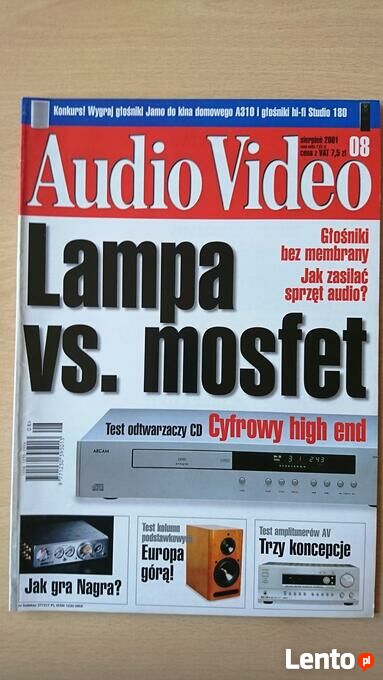 Konkurs! Wygraj głośniki Jamo do kina domowego A310 i głośniki hi-fi Studio 180
sierpień 2001
cena z VAT 7,5 zł
08
Audio Video
Głośniki
bez membrany
Jak zasilać
sprzęt audio?
Lampa
vs. mosfet
Test odtwarzaczy CD Cyfrowy high end
ARCAM
Jak gra Nagra?
Test kolumn
podstawkowych
Europa
górą!
Test amplitunerów AV
Trzy koncepcje
Lento.pl